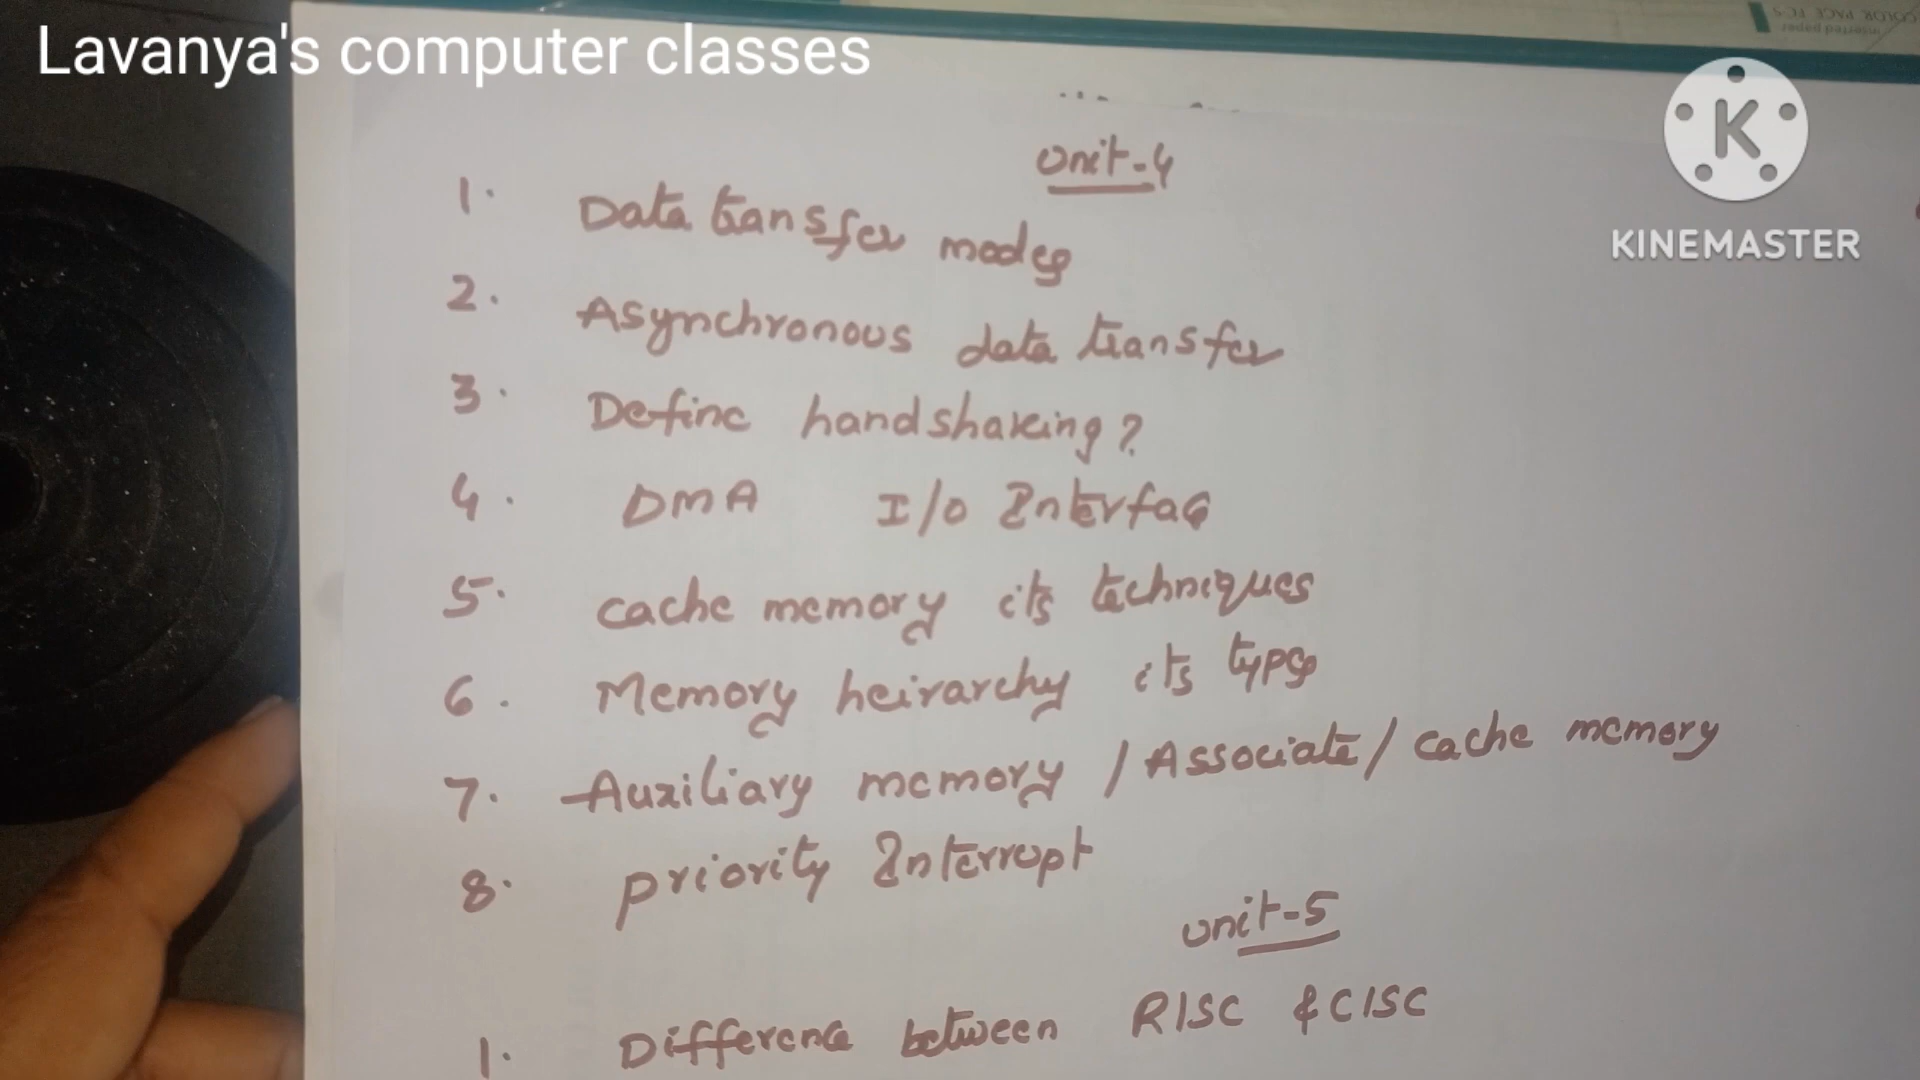 Lavanya's computer classes
KINEMASTER
Unit-4
1. Data transfer modes
2. Asynchronous data transfer
3. Define handshaking?
4. DMA I/O Interface
5. cache memory its techniques
6. Memory heirarchy its types
7. Auxiliary memory / Associate / cache memory
8. priority Interrupt
unit-5
1. Difference between RISC & CISC